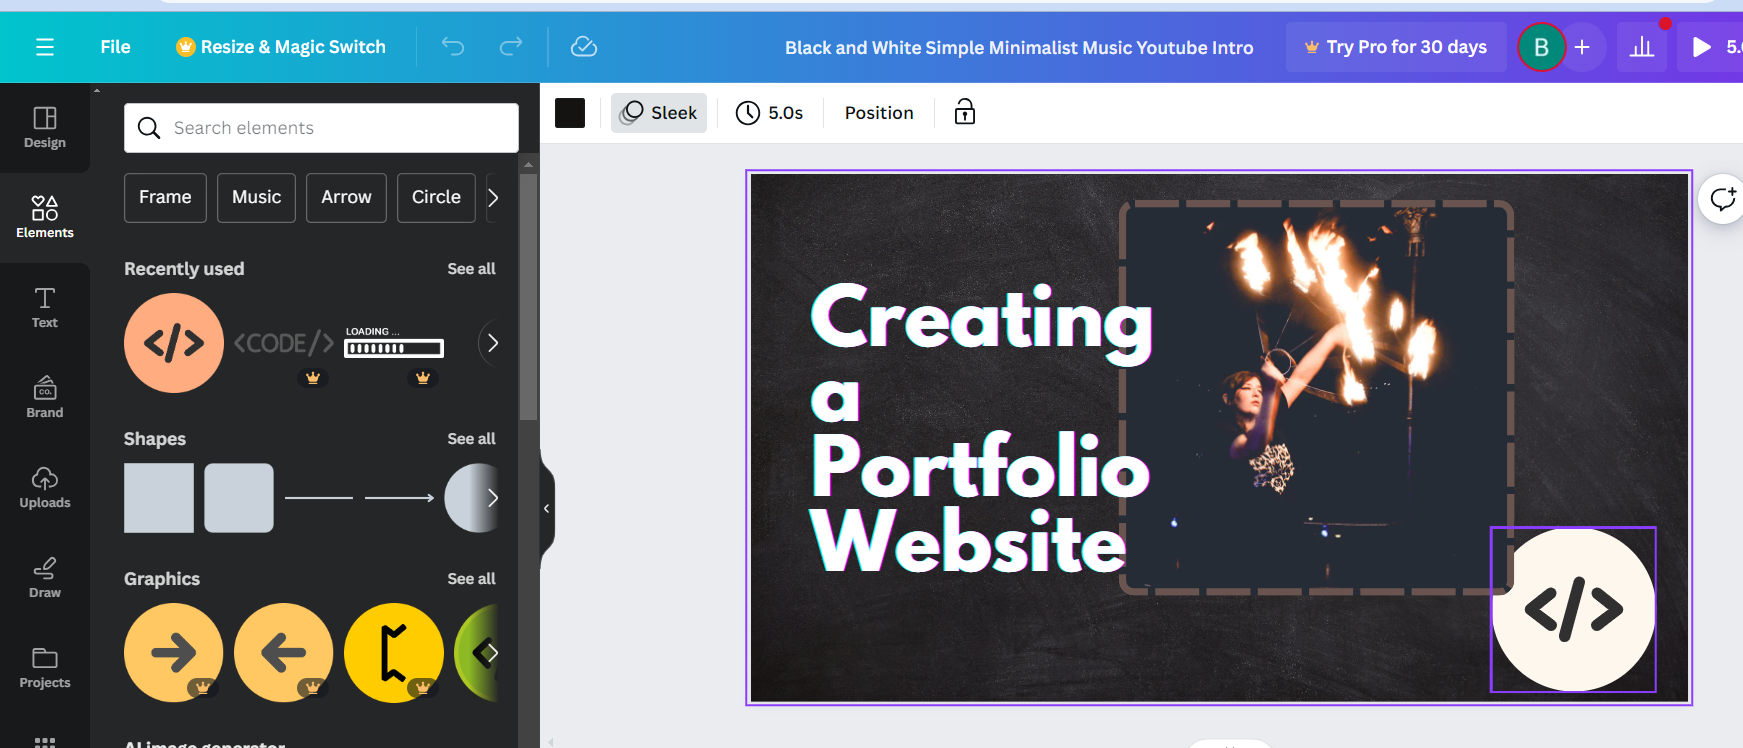 File
Resize & Magic Switch
Black and White Simple Minimalist Music Youtube Intro
Try Pro for 30 days
B
+
5.
Design
Elements
Text
CO.
Brand
Uploads
Draw
Projects
Search elements
Frame
Music
Arrow
Circle
Recently used
See all
</>
<CODE/>
LOADING ...
Shapes
See all
Graphics
See all
AI image generator
Sleek
5.0s
Position
Creating
a
Portfolio
Website
</>